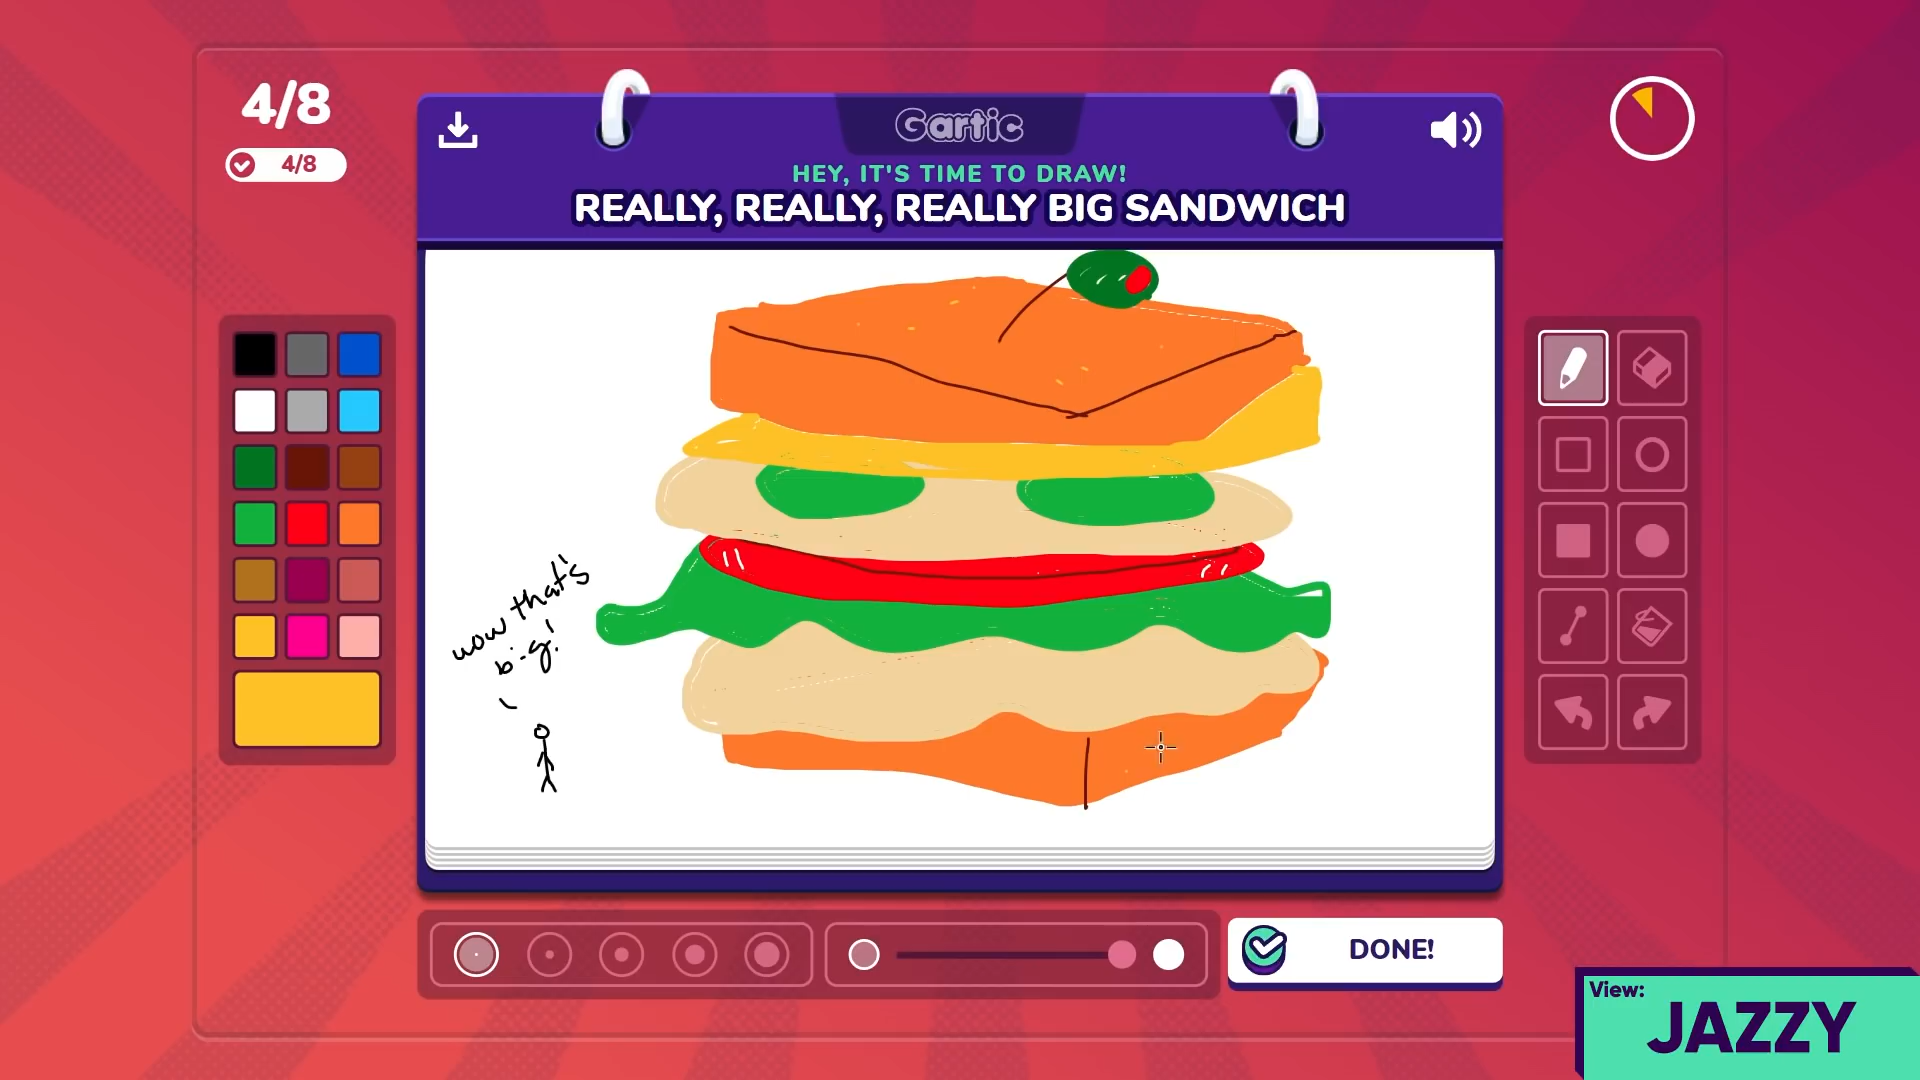 4/8
4/8
Gartic
HEY, IT'S TIME TO DRAW!
REALLY, REALLY, REALLY BIG SANDWICH
wow that's
big!
DONE!
View:
JAZZY